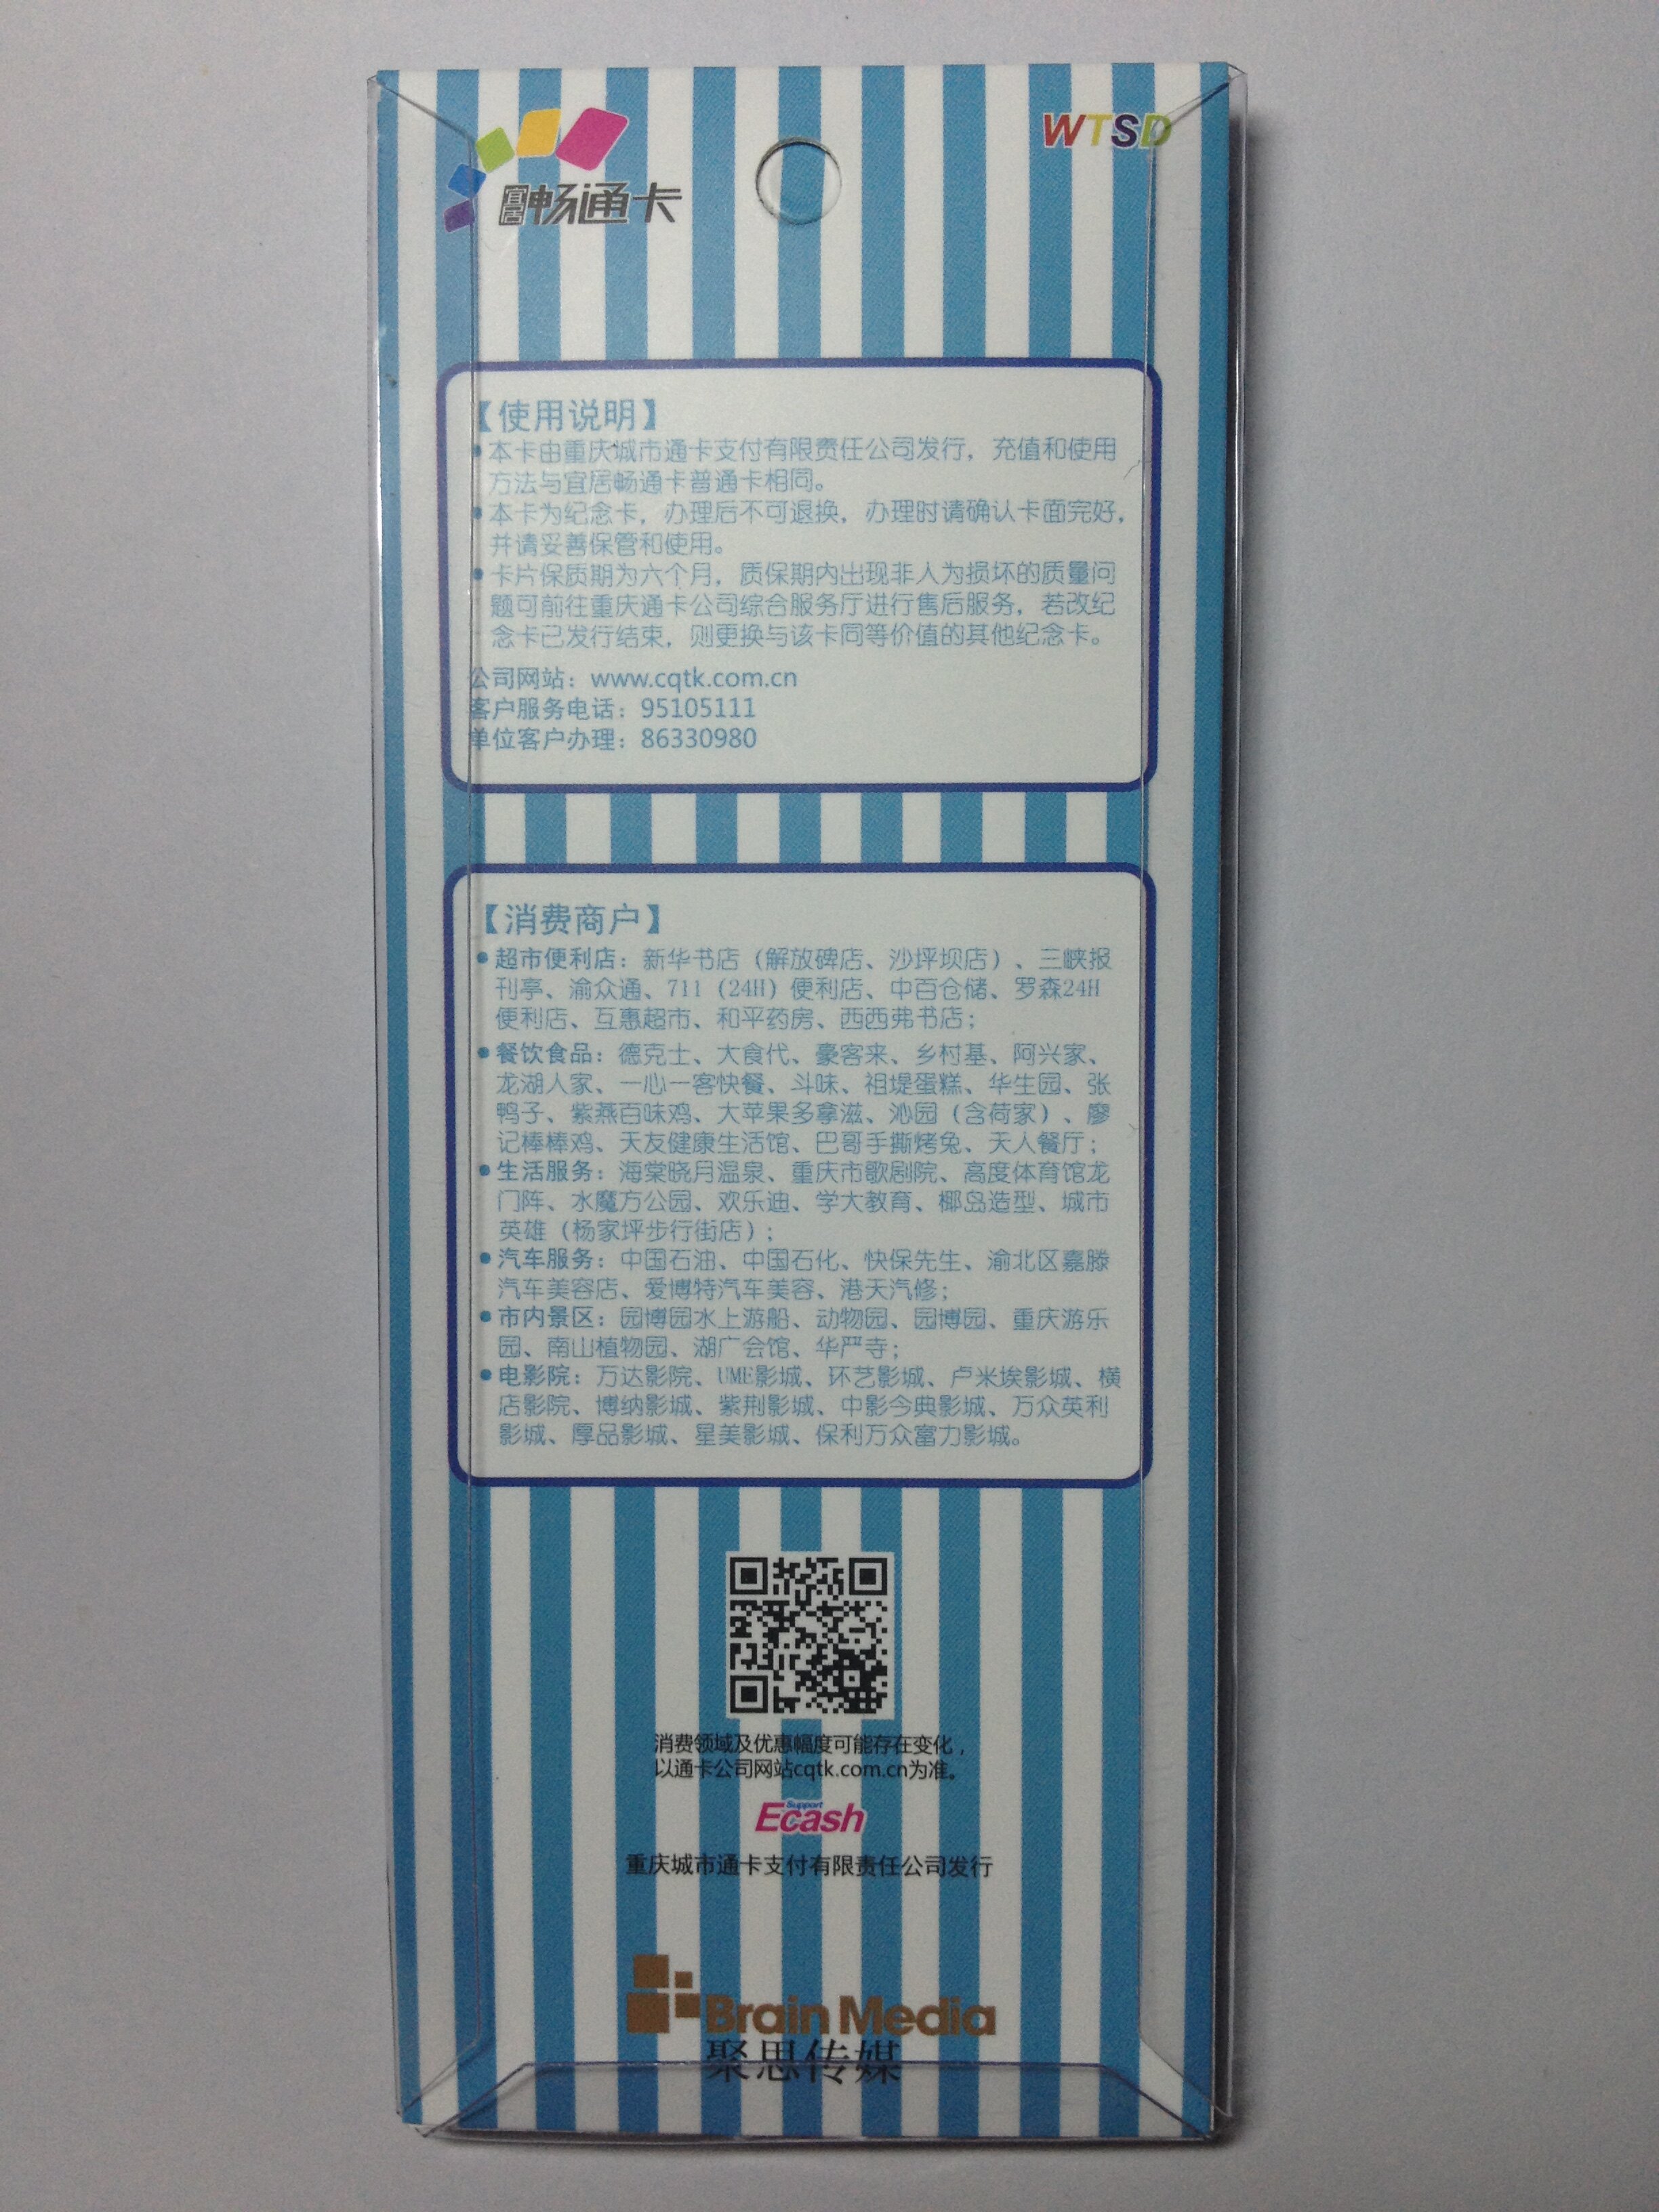 宜居畅通卡
WTSD
【使用说明】
•本卡由重庆城市通卡支付有限责任公司发行，充值和使用
方法与宜居畅通卡普通卡相同。
•本卡为纪念卡，办理后不可退换，办理时请确认卡面完好，
并请妥善保管和使用。
•卡片保质期为六个月，质保期内出现非人为损坏的质量问
题可前往重庆通卡公司综合服务厅进行售后服务，若改纪
念卡已发行结束，则更换与该卡同等价值的其他纪念卡。
公司网站：www.cqtk.com.cn
客户服务电话：95105111
单位客户办理：86330980
【消费商户】
•超市便利店：新华书店（解放碑店、沙坪坝店）、三峡报
刊亭、渝众通、711（24H）便利店、中百仓储、罗森24H
便利店、互惠超市、和平药房、西西弗书店；
•餐饮食品：德克士、大食代、豪客来、乡村基、阿兴家、
龙湖人家、一心一客快餐、斗味、祖堤蛋糕、华生园、张
鸭子、紫燕百味鸡、大苹果多拿滋、沁园（含荷家）、廖
记棒棒鸡、天友健康生活馆、巴哥手撕烤兔、天人餐厅；
•生活服务：海棠晓月温泉、重庆市歌剧院、高度体育馆龙
门阵、水魔方公园、欢乐迪、学大教育、椰岛造型、城市
英雄（杨家坪步行街店）；
•汽车服务：中国石油、中国石化、快保先生、渝北区嘉滕
汽车美容店、爱博特汽车美容、港天汽修；
•市内景区：园博园水上游船、动物园、园博园、重庆游乐
园、南山植物园、湖广会馆、华严寺；
•电影院：万达影院、UME影城、环艺影城、卢米埃影城、横
店影院、博纳影城、紫荆影城、中影今典影城、万众英利
影城、厚品影城、星美影城、保利万众富力影城。
消费领域及优惠幅度可能存在变化，
以通卡公司网站cqtk.com.cn为准。
Support
Ecash
重庆城市通卡支付有限责任公司发行
Brain Media
聚思传媒